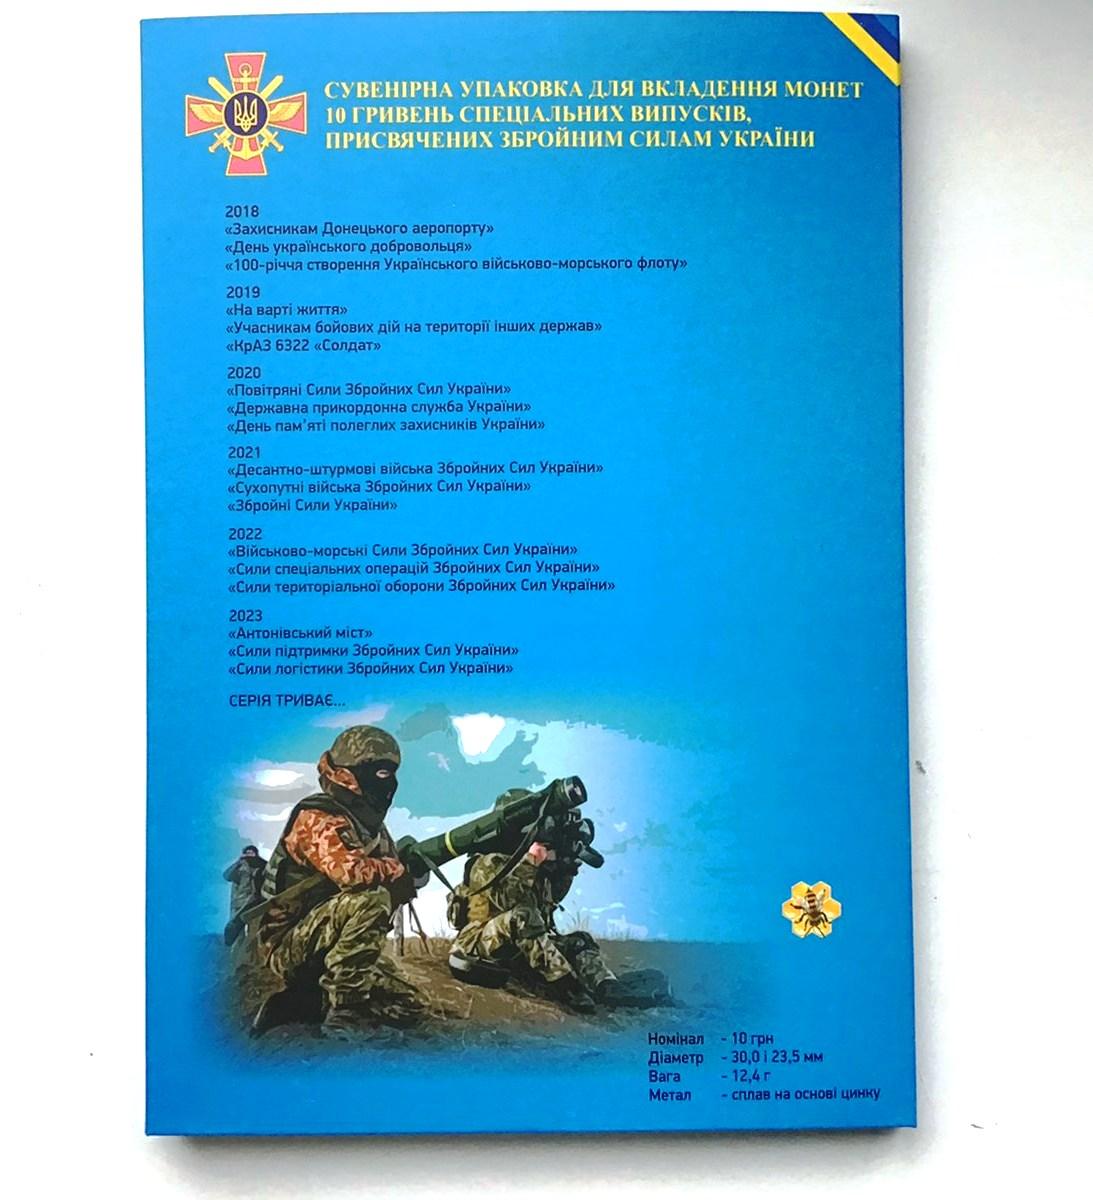 СУВЕНІРНА УПАКОВКА ДЛЯ ВКЛАДЕННЯ МОНЕТ
10 ГРИВЕНЬ СПЕЦІАЛЬНИХ ВИПУСКІВ,
ПРИСВЯЧЕНИХ ЗБРОЙНИМ СИЛАМ УКРАЇНИ
2018
«Захисникам Донецького аеропорту»
«День українського добровольця»
«100-річчя створення Українського військово-морського флоту»
2019
«На варті життя»
«Учасникам бойових дій на території інших держав»
«КрАЗ 6322 «Солдат»
2020
«Повітряні Сили Збройних Сил України»
«Державна прикордонна служба України»
«День пам'яті полеглих захисників України»
2021
«Десантно-штурмові війська Збройних Сил України»
«Сухопутні війська Збройних Сил України»
«Збройні Сили України»
2022
«Військово-морські Сили Збройних Сил України»
«Сили спеціальних операцій Збройних Сил України»
«Сили територіальної оборони Збройних Сил України»
2023
«Антонівський міст»
«Сили підтримки Збройних Сил України»
«Сили логістики Збройних Сил України»
СЕРІЯ ТРИВАЄ...
Номінал - 10 грн
Діаметр - 30,0 і 23,5 мм
Вага - 12,4 г
Метал - сплав на основі цинку